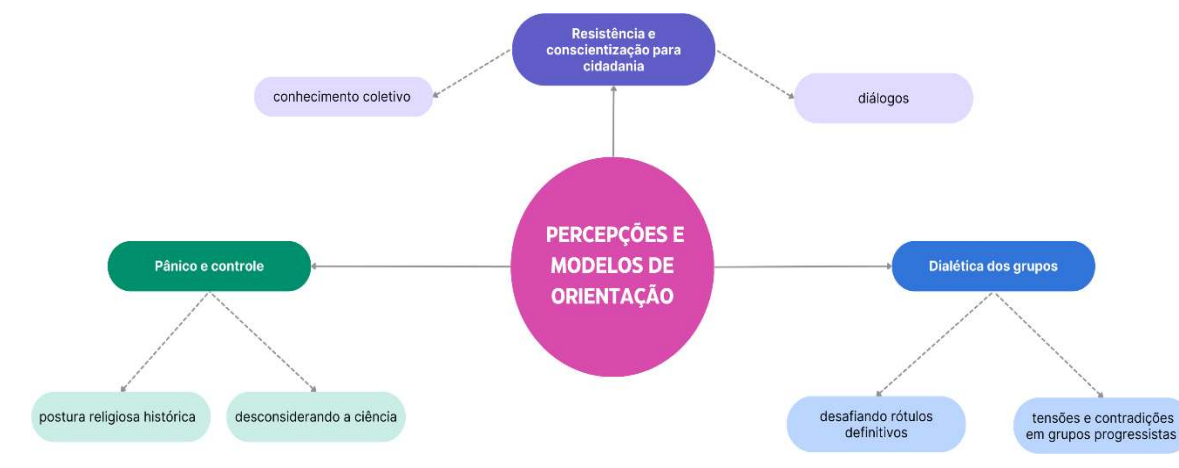 Resistência e
conscientização para
cidadania
conhecimento coletivo
diálogos
PERCEPÇÕES E
MODELOS DE
ORIENTAÇÃO
Pânico e controle
Dialética dos grupos
postura religiosa histórica
desconsiderando a ciência
desafiando rótulos
definitivos
tensões e contradições
em grupos progressistas